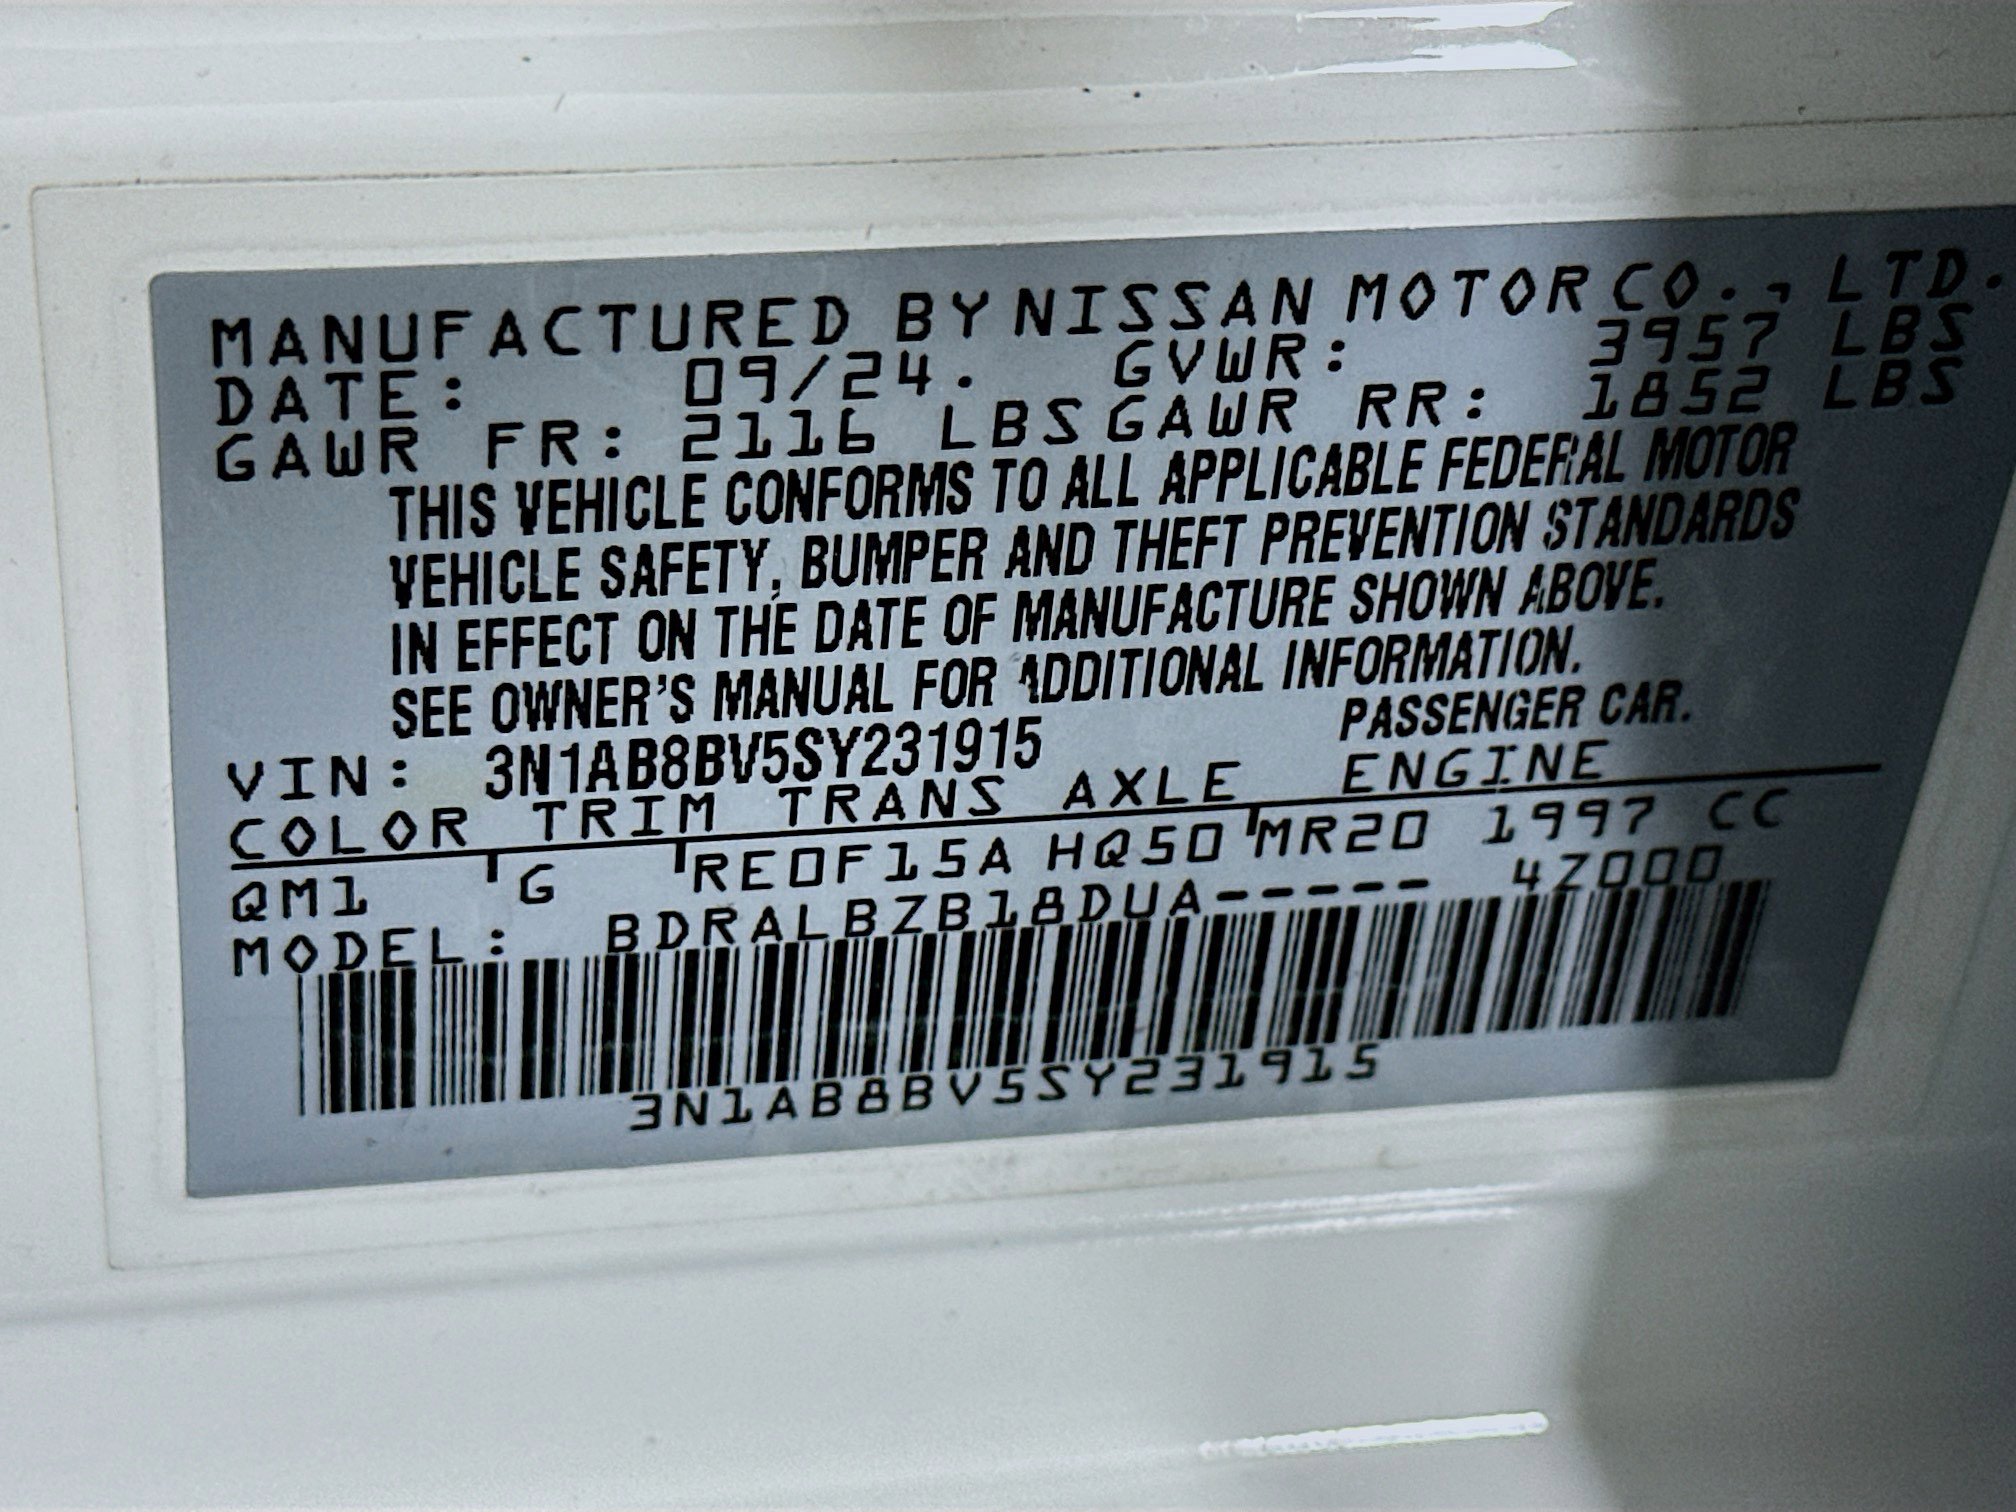 MANUFACTURED BY NISSAN MOTOR CO., LTD.
DATE: 09/24. GVWR: 3957 LBS
GAWR FR: 2116 LBS GAWR RR: 1852 LBS
THIS VEHICLE CONFORMS TO ALL APPLICABLE FEDERAL MOTOR
VEHICLE SAFETY, BUMPER AND THEFT PREVENTION STANDARDS
IN EFFECT ON THE DATE OF MANUFACTURE SHOWN ABOVE.
SEE OWNER'S MANUAL FOR ADDITIONAL INFORMATION.
VIN: 3N1AB8BV5SY231915 PASSENGER CAR.
COLOR TRIM TRANS AXLE ENGINE
QM1 G RE0F15A HQ50 MR20 1997 CC
MODEL: BDRALBZB18DUA----- 4Z000
3N1AB8BV5SY231915